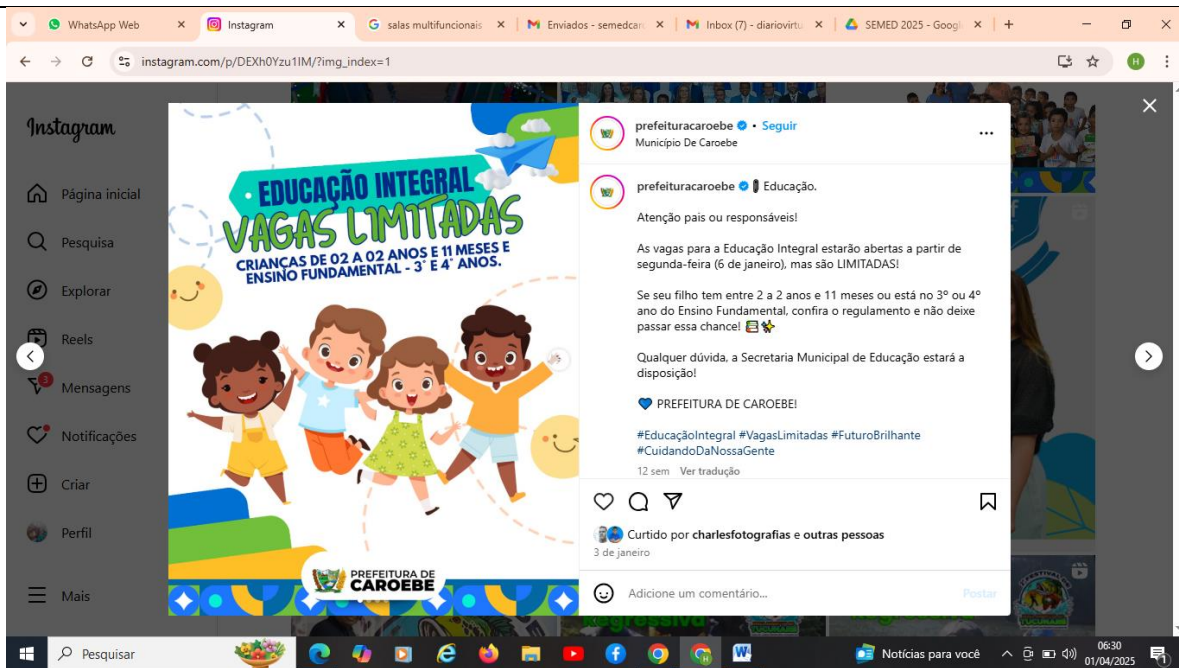 WhatsApp Web
Instagram
salas multifuncionais
Enviados - semedcar
Inbox (7) - diariovirtu
SEMED 2025 - Googl
instagram.com/p/DEXh0Yzu1IM/?img_index=1
H
Instagram
Página inicial
Pesquisa
Explorar
Reels
3
Mensagens
Notificações
Criar
Perfil
Mais
EDUCAÇÃO INTEGRAL
VAGAS LIMITADAS
CRIANÇAS DE 02 A 02 ANOS E 11 MESES E
ENSINO FUNDAMENTAL - 3° E 4° ANOS.
PREFEITURA DE
CAROEBE
prefeituracaroebe • Seguir
Município De Caroebe
prefeituracaroebe Educação.
Atenção pais ou responsáveis!
As vagas para a Educação Integral estarão abertas a partir de
segunda-feira (6 de janeiro), mas são LIMITADAS!
Se seu filho tem entre 2 a 2 anos e 11 meses ou está no 3º ou 4º
ano do Ensino Fundamental, confira o regulamento e não deixe
passar essa chance!
Qualquer dúvida, a Secretaria Municipal de Educação estará a
disposição!
PREFEITURA DE CAROEBE!
#EducaçãoIntegral #VagasLimitadas #FuturoBrilhante
#CuidandoDaNossaGente
12 sem Ver tradução
Curtido por charlesfotografias e outras pessoas
3 de janeiro
Adicione um comentário...
Postar
Regressiva
Pesquisar
Notícias para você
06:30
01/04/2025